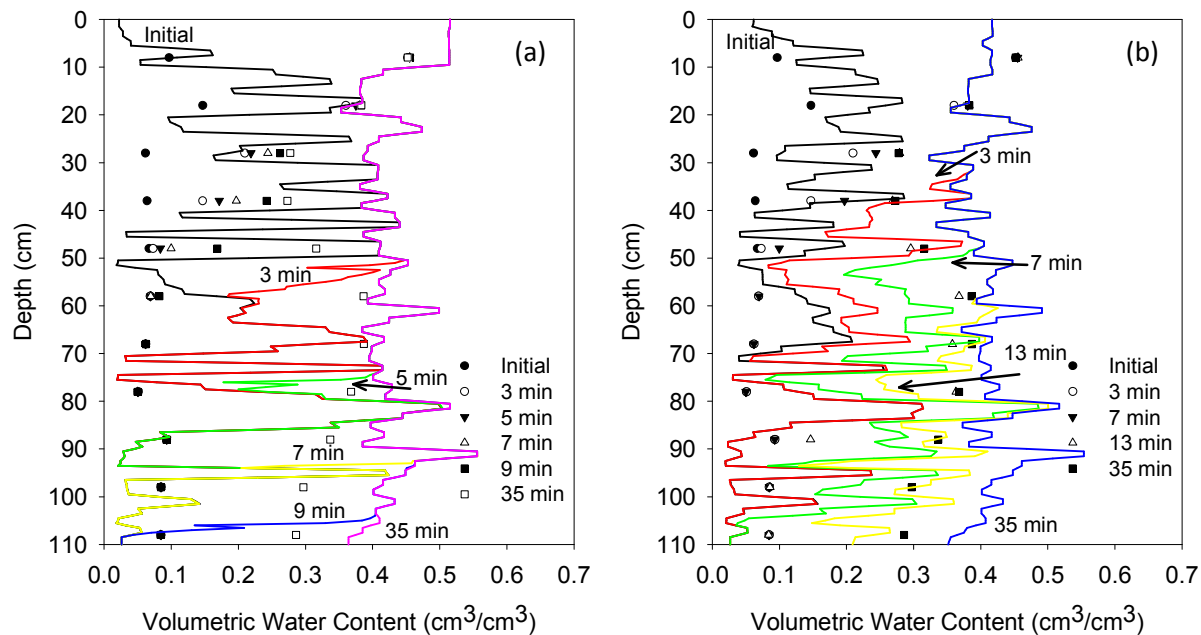 (a)
Initial
3 min
5 min
7 min
9 min
35 min
Initial
3 min
5 min
7 min
9 min
35 min
0
10
20
30
40
50
60
70
80
90
100
110
Depth (cm)
0.0 0.1 0.2 0.3 0.4 0.5 0.6 0.7
Volumetric Water Content (cm³/cm³)
(b)
Initial
3 min
7 min
13 min
35 min
Initial
3 min
7 min
13 min
35 min
0
10
20
30
40
50
60
70
80
90
100
110
Depth (cm)
0.0 0.1 0.2 0.3 0.4 0.5 0.6 0.7
Volumetric Water Content (cm³/cm³)